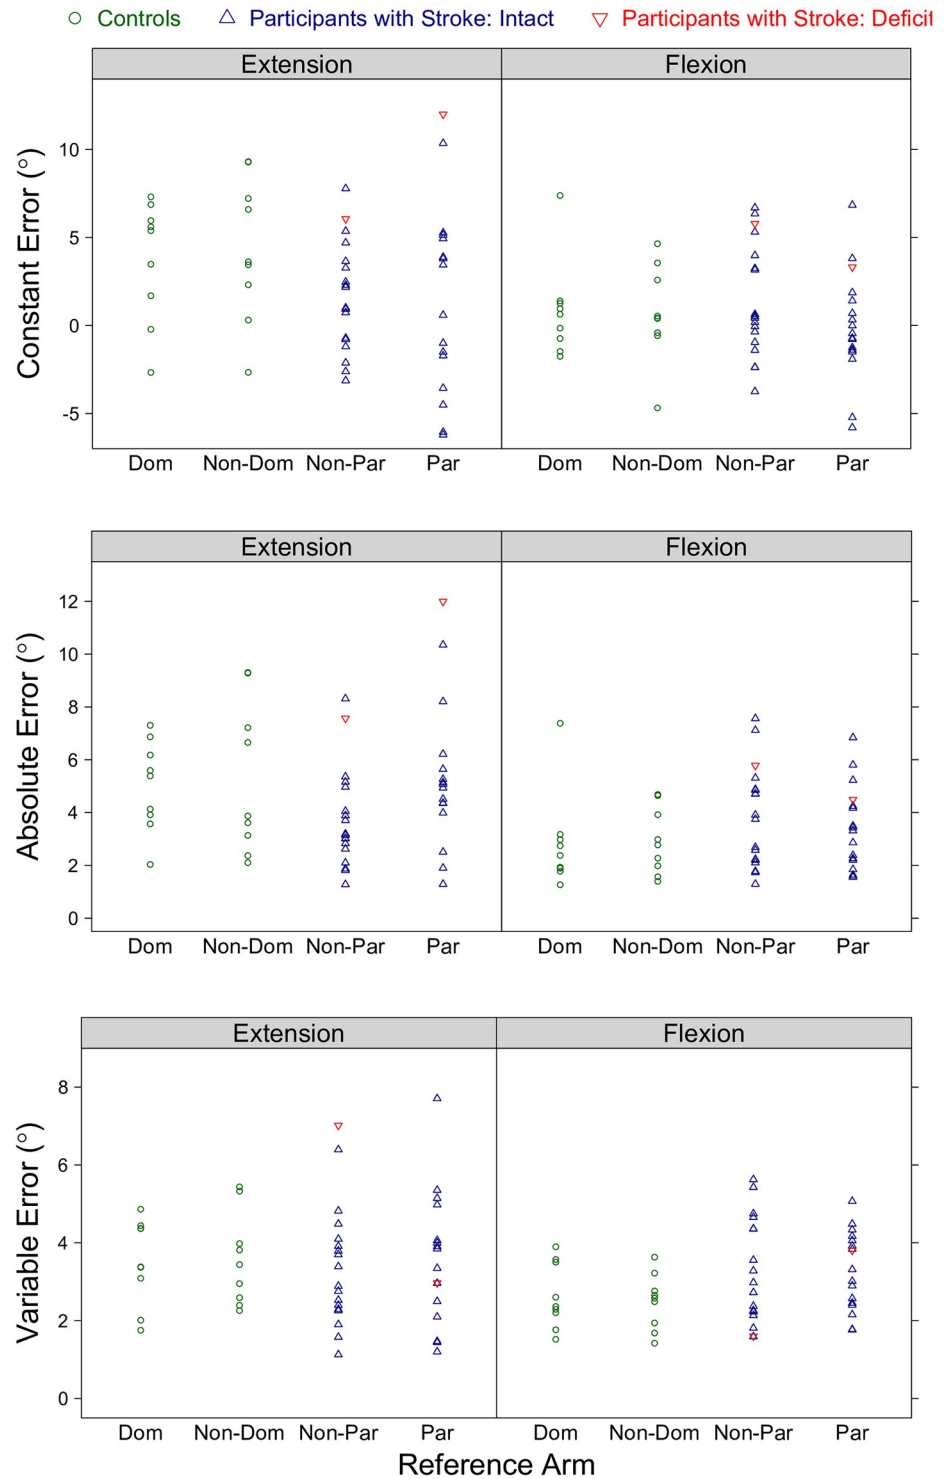 Controls Participants with Stroke: Intact Participants with Stroke: Defici
Extension Flexion
Constant Error (°)
10
5
0
-5
Dom Non-Dom Non-Par Par Dom Non-Dom Non-Par Par
Extension Flexion
Absolute Error (°)
12
10
8
6
4
2
0
Dom Non-Dom Non-Par Par Dom Non-Dom Non-Par Par
Extension Flexion
Variable Error (°)
8
6
4
2
0
Dom Non-Dom Non-Par Par Dom Non-Dom Non-Par Par
Reference Arm